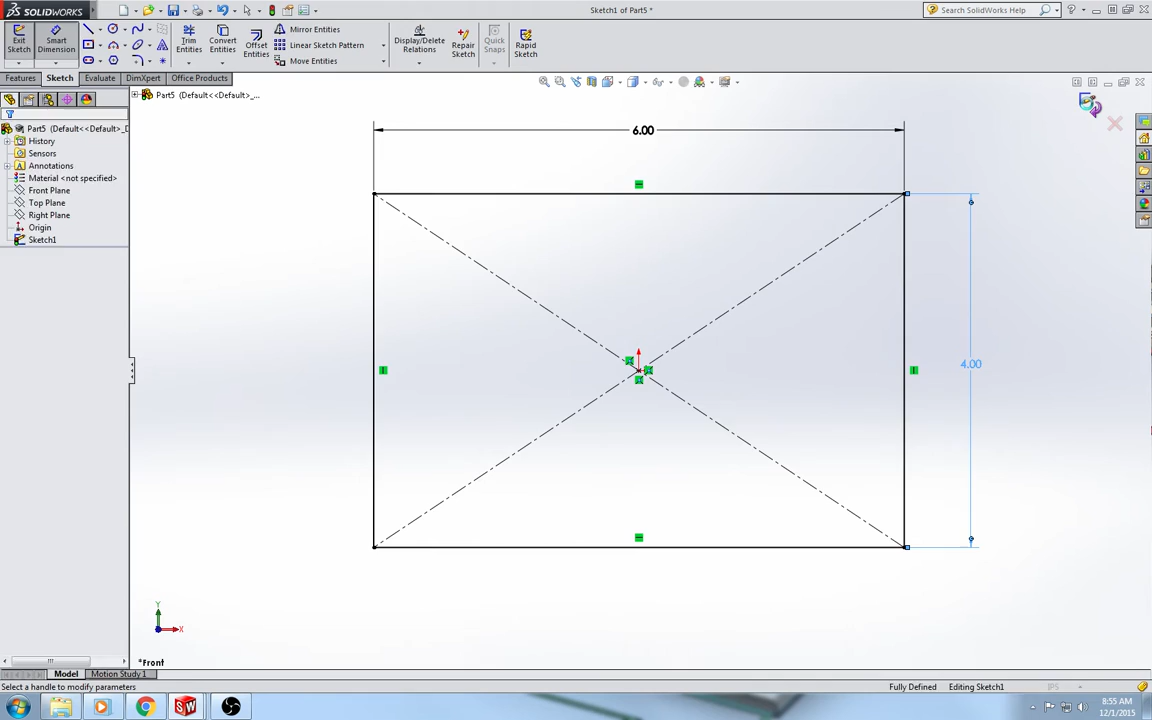 SOLIDWORKS
Sketch1 of Part5 *
Search SolidWorks Help
Exit Sketch
Smart Dimension
Trim Entities
Convert Entities
Offset Entities
Mirror Entities
Linear Sketch Pattern
Move Entities
Display/Delete Relations
Repair Sketch
Quick Snaps
Rapid Sketch
Features
Sketch
Evaluate
DimXpert
Office Products
Part5 (Default<<Default>_...
Part5 (Default<<Default>_D
History
Sensors
Annotations
Material <not specified>
Front Plane
Top Plane
Right Plane
Origin
Sketch1
6.00
4.00
Y
X
*Front
Model
Motion Study 1
Select a handle to modify parameters
Fully Defined
Editing Sketch1
IPS
SW
8:55 AM
12/1/2015